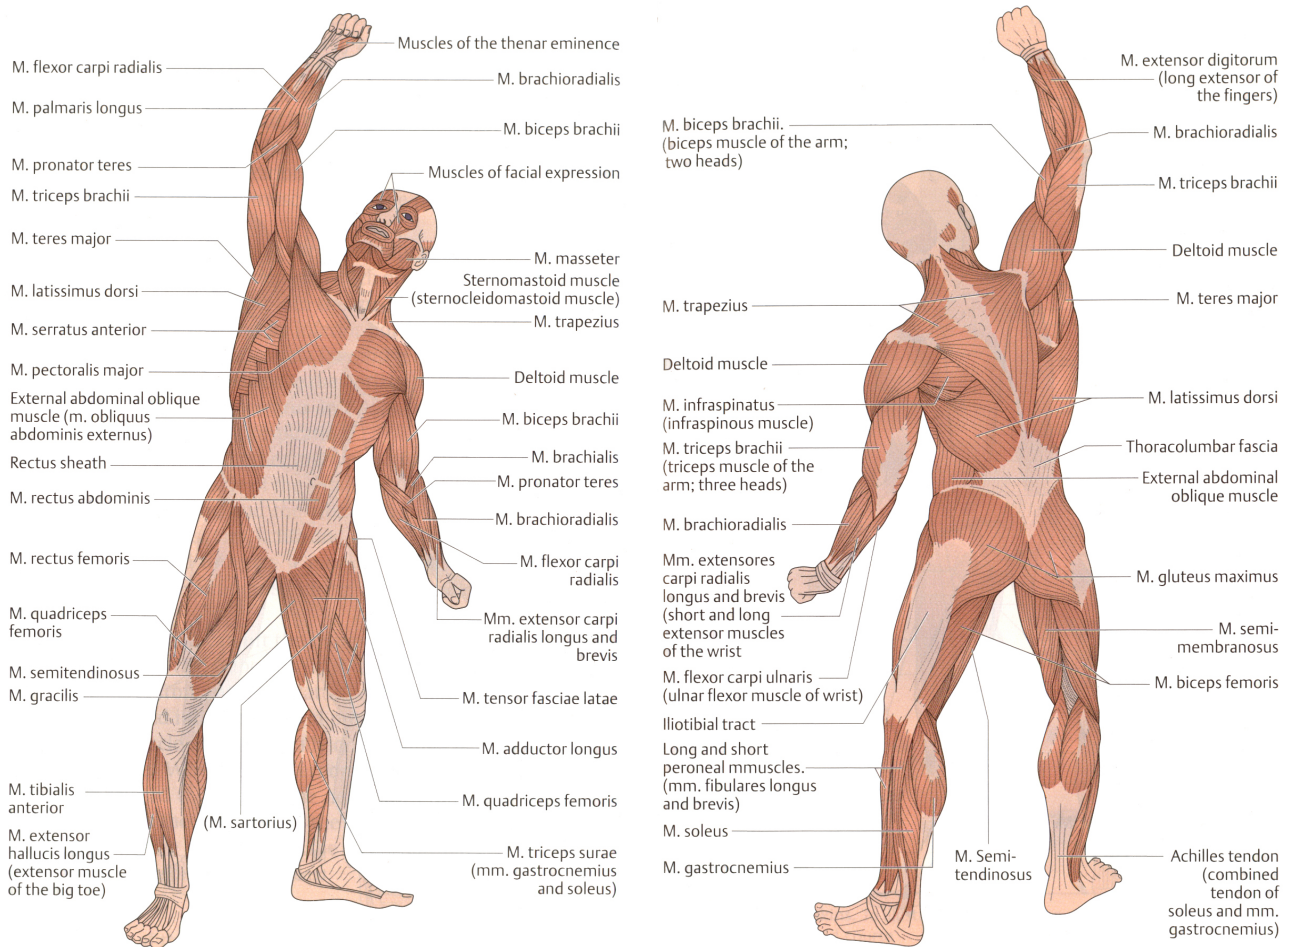 Muscles of the thenar eminence
M. flexor carpi radialis
M. brachioradialis
M. palmaris longus
M. biceps brachii
M. pronator teres
Muscles of facial expression
M. triceps brachii
M. teres major
M. masseter
Sternomastoid muscle
(sternocleidomastoid muscle)
M. latissimus dorsi
M. trapezius
M. serratus anterior
M. pectoralis major
Deltoid muscle
External abdominal oblique
muscle (m. obliquus
abdominis externus)
M. biceps brachii
M. brachialis
Rectus sheath
M. pronator teres
M. rectus abdominis
M. brachioradialis
M. rectus femoris
M. flexor carpi
radialis
M. quadriceps
femoris
Mm. extensor carpi
radialis longus and
brevis
M. semitendinosus
M. gracilis
M. tensor fasciae latae
M. adductor longus
M. tibialis
anterior
M. quadriceps femoris
(M. sartorius)
M. extensor
hallucis longus
(extensor muscle
of the big toe)
M. triceps surae
(mm. gastrocnemius
and soleus)
M. extensor digitorum
(long extensor of
the fingers)
M. biceps brachii.
(biceps muscle of the arm;
two heads)
M. brachioradialis
M. triceps brachii
Deltoid muscle
M. trapezius
M. teres major
Deltoid muscle
M. infraspinatus
(infraspinous muscle)
M. latissimus dorsi
M. triceps brachii
(triceps muscle of the
arm; three heads)
Thoracolumbar fascia
External abdominal
oblique muscle
M. brachioradialis
Mm. extensores
carpi radialis
longus and brevis
(short and long
extensor muscles
of the wrist
M. gluteus maximus
M. semi-
membranosus
M. flexor carpi ulnaris
(ulnar flexor muscle of wrist)
M. biceps femoris
Iliotibial tract
Long and short
peroneal mmuscles.
(mm. fibulares longus
and brevis)
M. soleus
M. gastrocnemius
M. Semi-
tendinosus
Achilles tendon
(combined
tendon of
soleus and mm.
gastrocnemius)